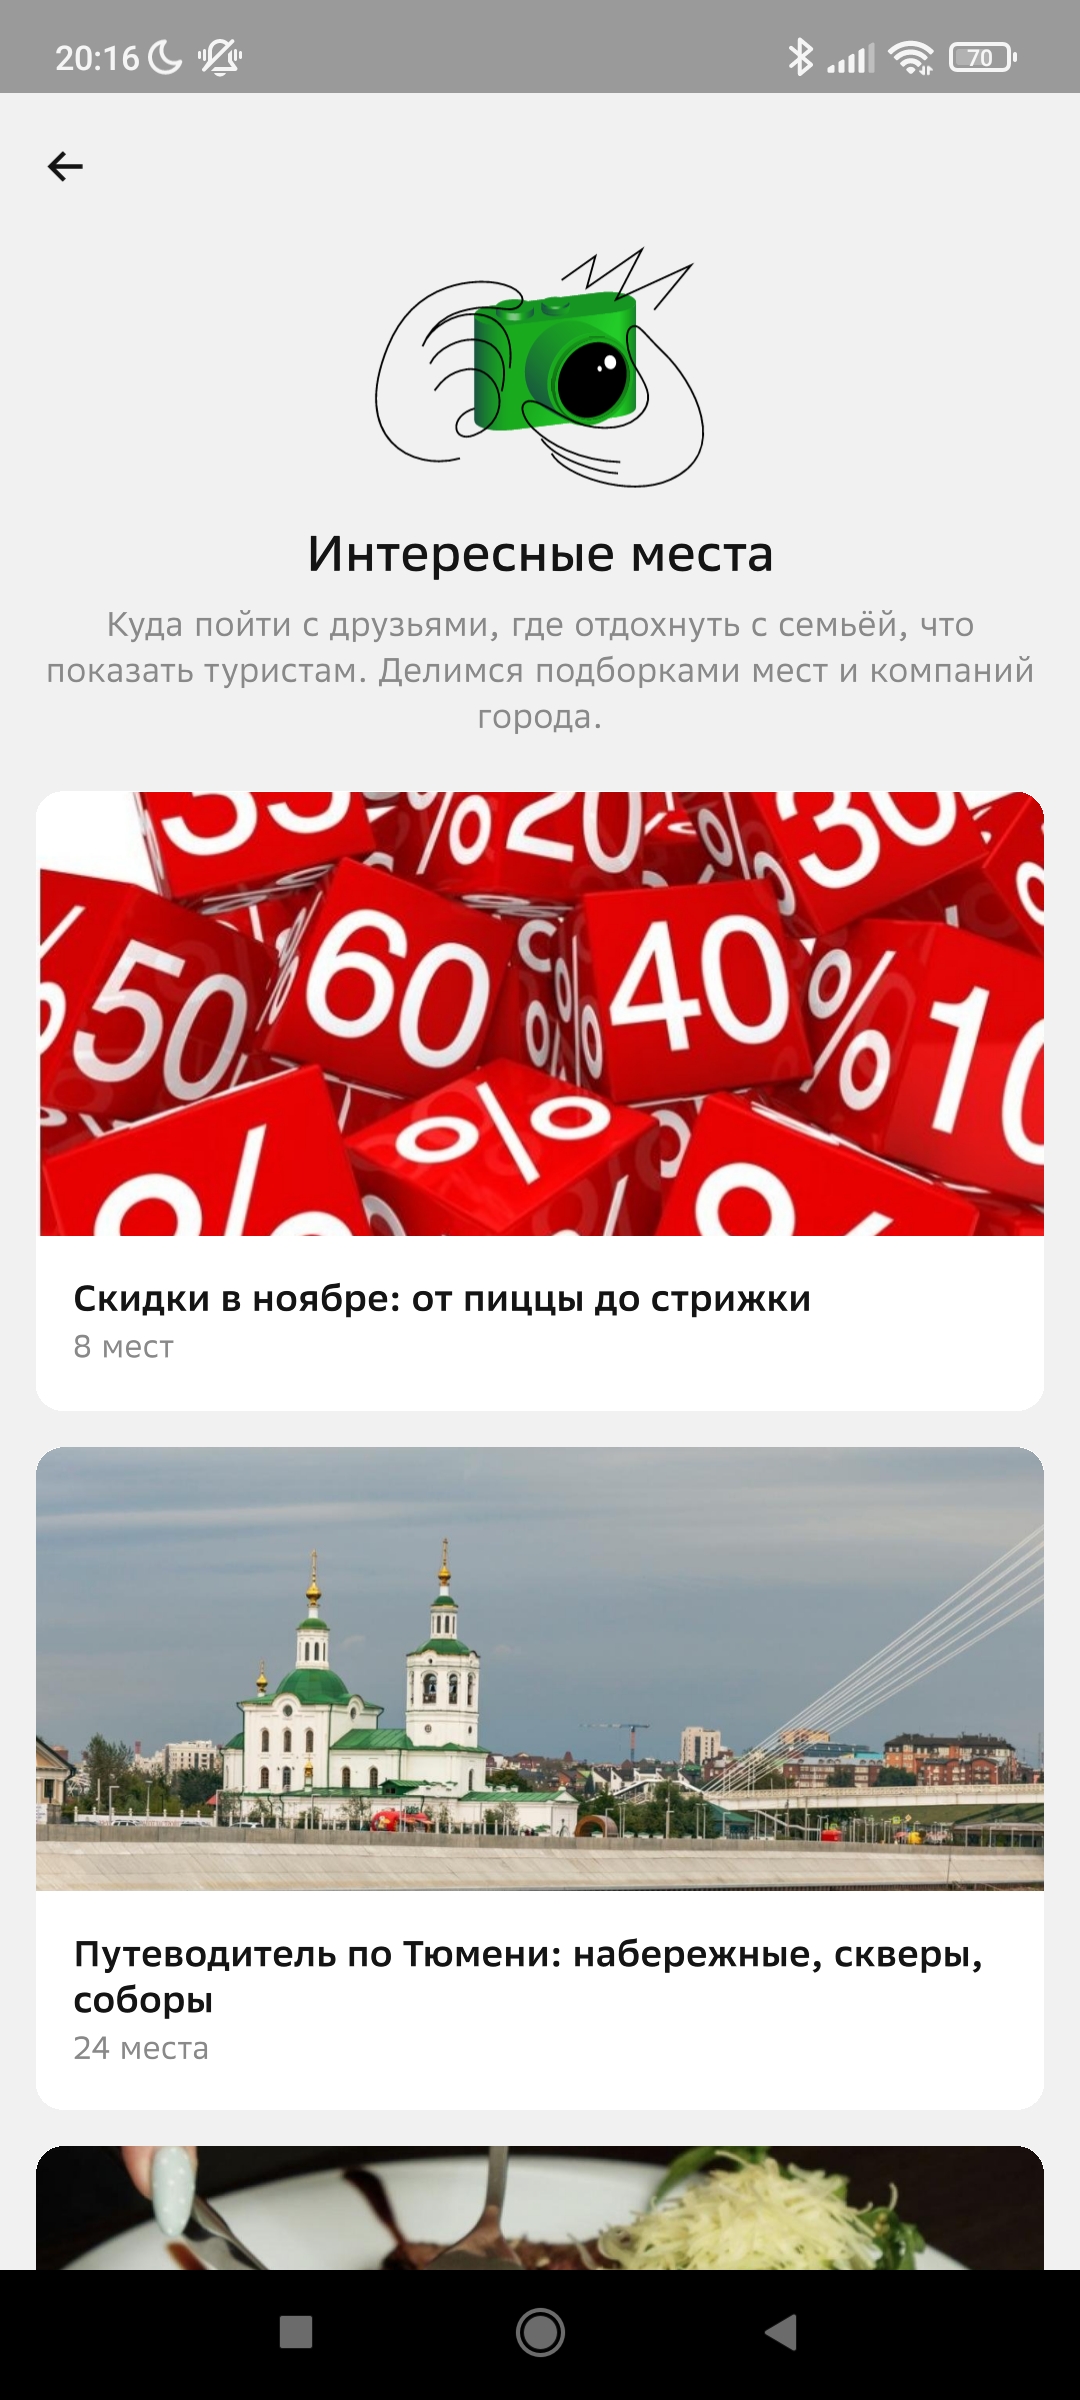 20:16
70
Интересные места
Куда пойти с друзьями, где отдохнуть с семьёй, что
показать туристам. Делимся подборками мест и компаний
города.
% 20 30
50 60 % 40 % 10
% % %
Скидки в ноябре: от пиццы до стрижки
8 мест
Путеводитель по Тюмени: набережные, скверы,
соборы
24 места